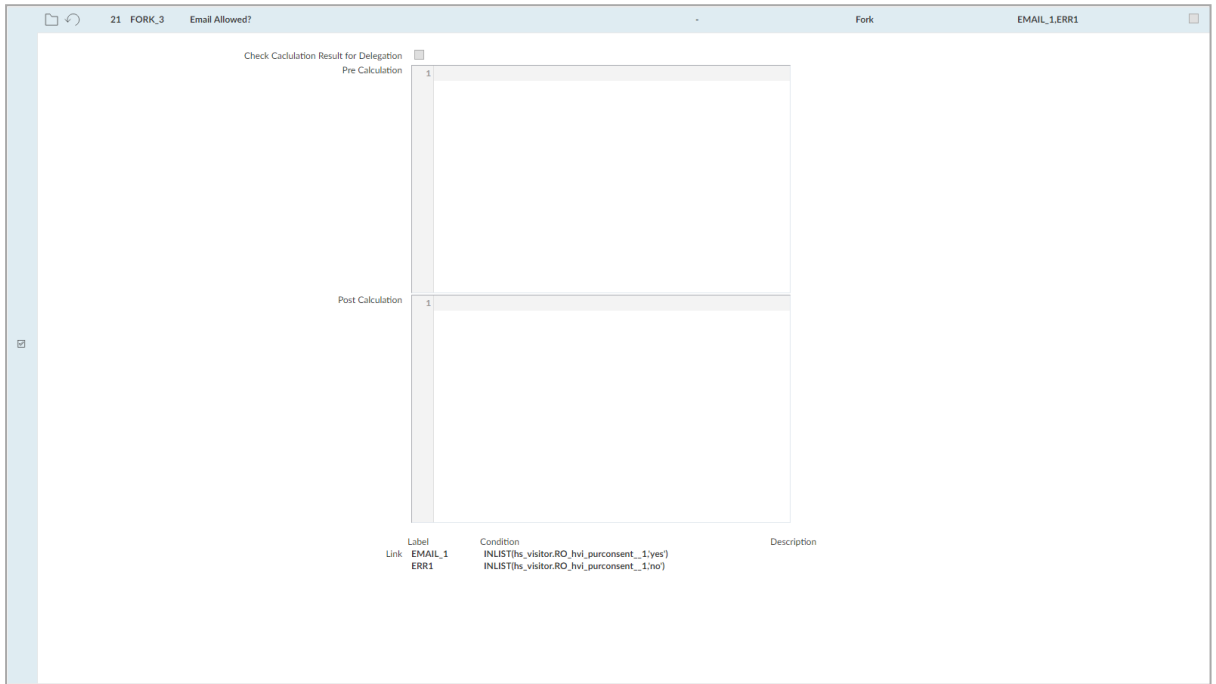 21 FORK_3 Email Allowed? - Fork EMAIL_1,ERR1
Check Caclulation Result for Delegation
Pre Calculation
1
Post Calculation
1
Label Condition Description
Link EMAIL_1 INLIST(hs_visitor.RO_hvi_purconsent__1,'yes')
ERR1 INLIST(hs_visitor.RO_hvi_purconsent__1,'no')